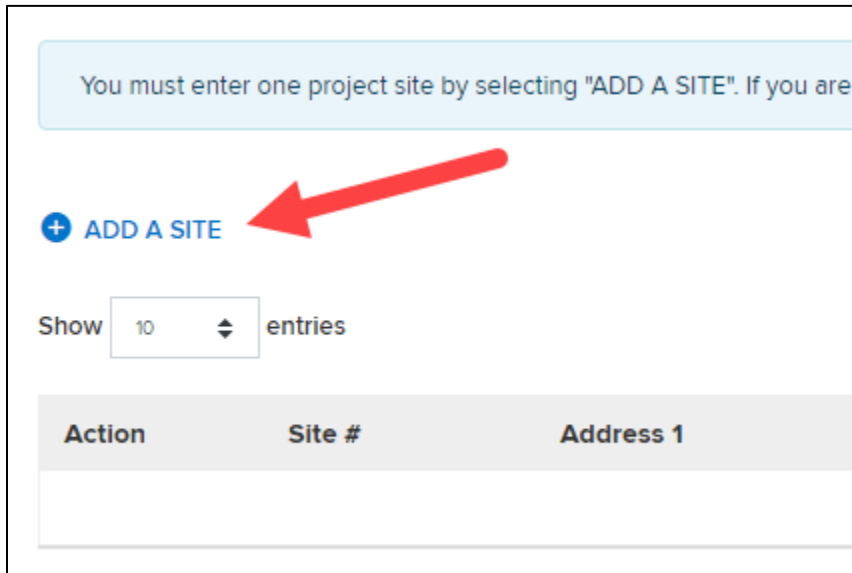 You must enter one project site by selecting "ADD A SITE". If you are
ADD A SITE
Show 10 entries
Action Site # Address 1